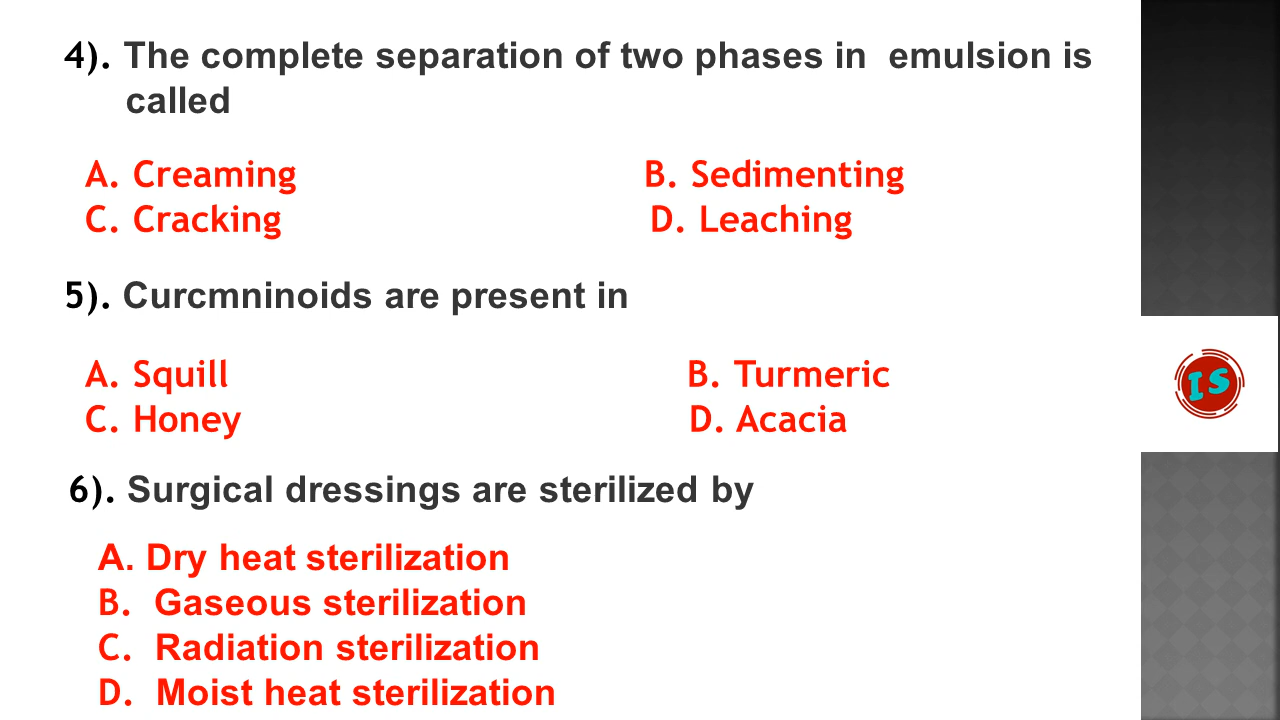 4). The complete separation of two phases in emulsion is
called
A. Creaming B. Sedimenting
C. Cracking D. Leaching
5). Curcmninoids are present in
A. Squill B. Turmeric
C. Honey D. Acacia
6). Surgical dressings are sterilized by
A. Dry heat sterilization
B. Gaseous sterilization
C. Radiation sterilization
D. Moist heat sterilization
IS